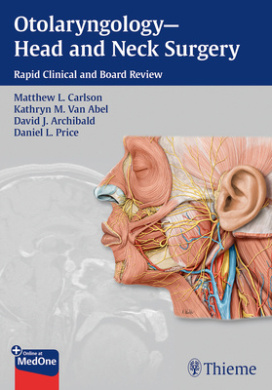 Otolaryngology—
Head and Neck Surgery
Rapid Clinical and Board Review
Matthew L. Carlson
Kathryn M. Van Abel
David J. Archibald
Daniel L. Price
Online at
MedOne
Thieme